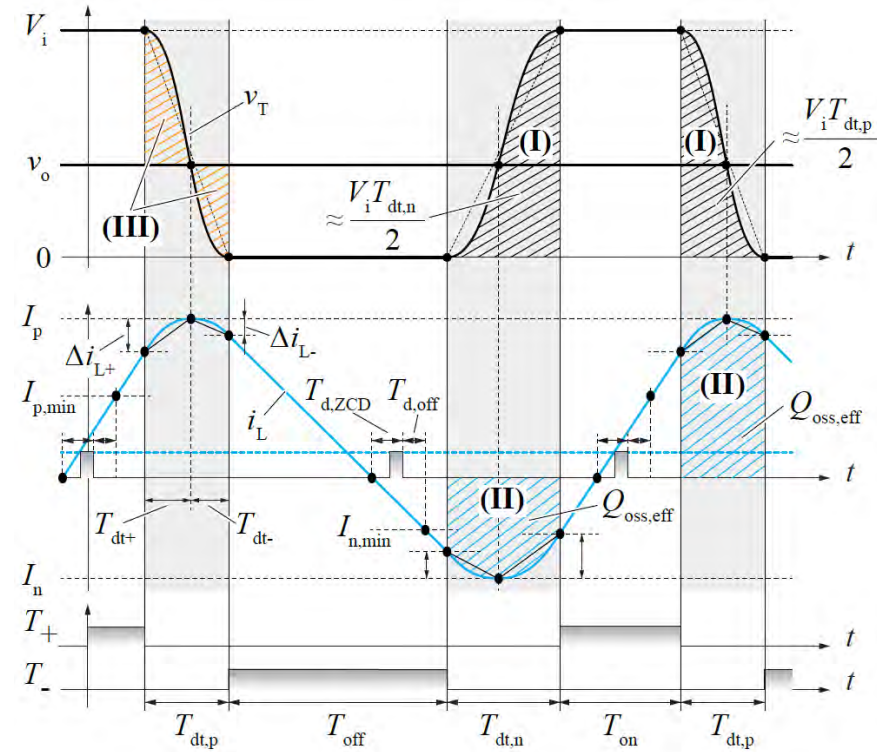 V_i
v_T
(I)
(I)
≈ V_i T_dt,p / 2
v_o
(III)
≈ V_i T_dt,n / 2
0
t
I_p
Δi_L+
Δi_L-
I_p,min
T_d,ZCD
T_d,off
i_L
(II)
Q_oss,eff
t
T_dt+
T_dt-
(II)
Q_oss,eff
I_n,min
I_n
T_+
t
T_-
t
T_dt,p
T_off
T_dt,n
T_on
T_dt,p